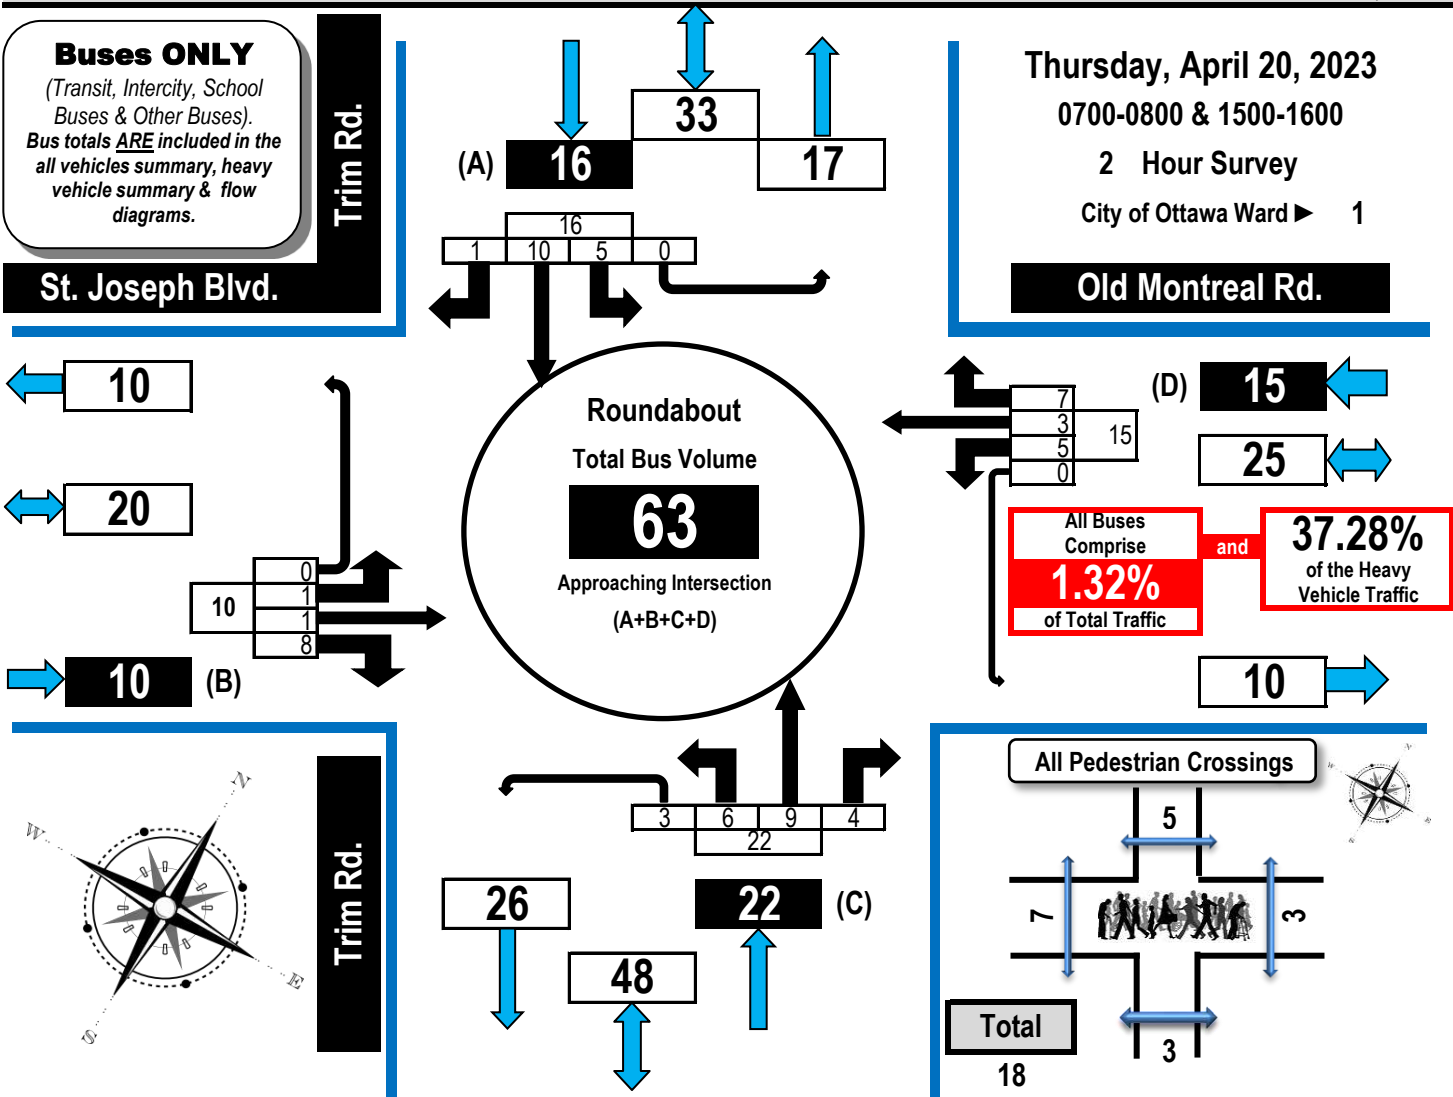 Buses ONLY
(Transit, Intercity, School
Buses & Other Buses).
Bus totals ARE included in the
all vehicles summary, heavy
vehicle summary & flow
diagrams.
Trim Rd.
St. Joseph Blvd.
33
(A) 16
17
16
1 10 5 0
Thursday, April 20, 2023
0700-0800 & 1500-1600
2 Hour Survey
City of Ottawa Ward ► 1
Old Montreal Rd.
10
20
0
1
10
1
8
10 (B)
Roundabout
Total Bus Volume
63
Approaching Intersection
(A+B+C+D)
7
3
15
5
0
(D) 15
25
All Buses
Comprise
1.32%
of Total Traffic
and
37.28%
of the Heavy
Vehicle Traffic
10
N
W
E
S
Trim Rd.
3 6 9 4
22
26
22 (C)
48
All Pedestrian Crossings
N
W
E
S
5
7
3
3
Total
18